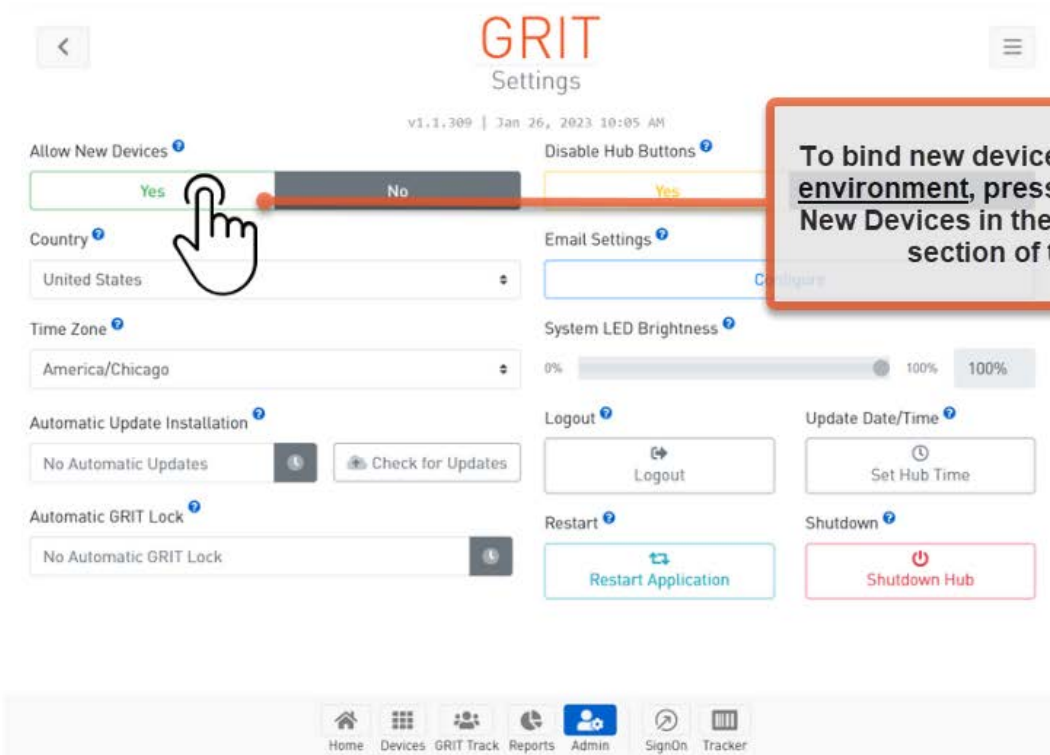 GRIT
Settings
v1.1.309 | Jan 26, 2023 10:05 AM
Allow New Devices
Yes No
Disable Hub Buttons
Yes
To bind new device
environment, press
New Devices in the
section of
Country
United States
Email Settings
Configure
Time Zone
America/Chicago
System LED Brightness
0% 100% 100%
Automatic Update Installation
No Automatic Updates Check for Updates
Logout
Logout
Update Date/Time
Set Hub Time
Automatic GRIT Lock
No Automatic GRIT Lock
Restart
Restart Application
Shutdown
Shutdown Hub
Home Devices GRIT Track Reports Admin SignOn Tracker